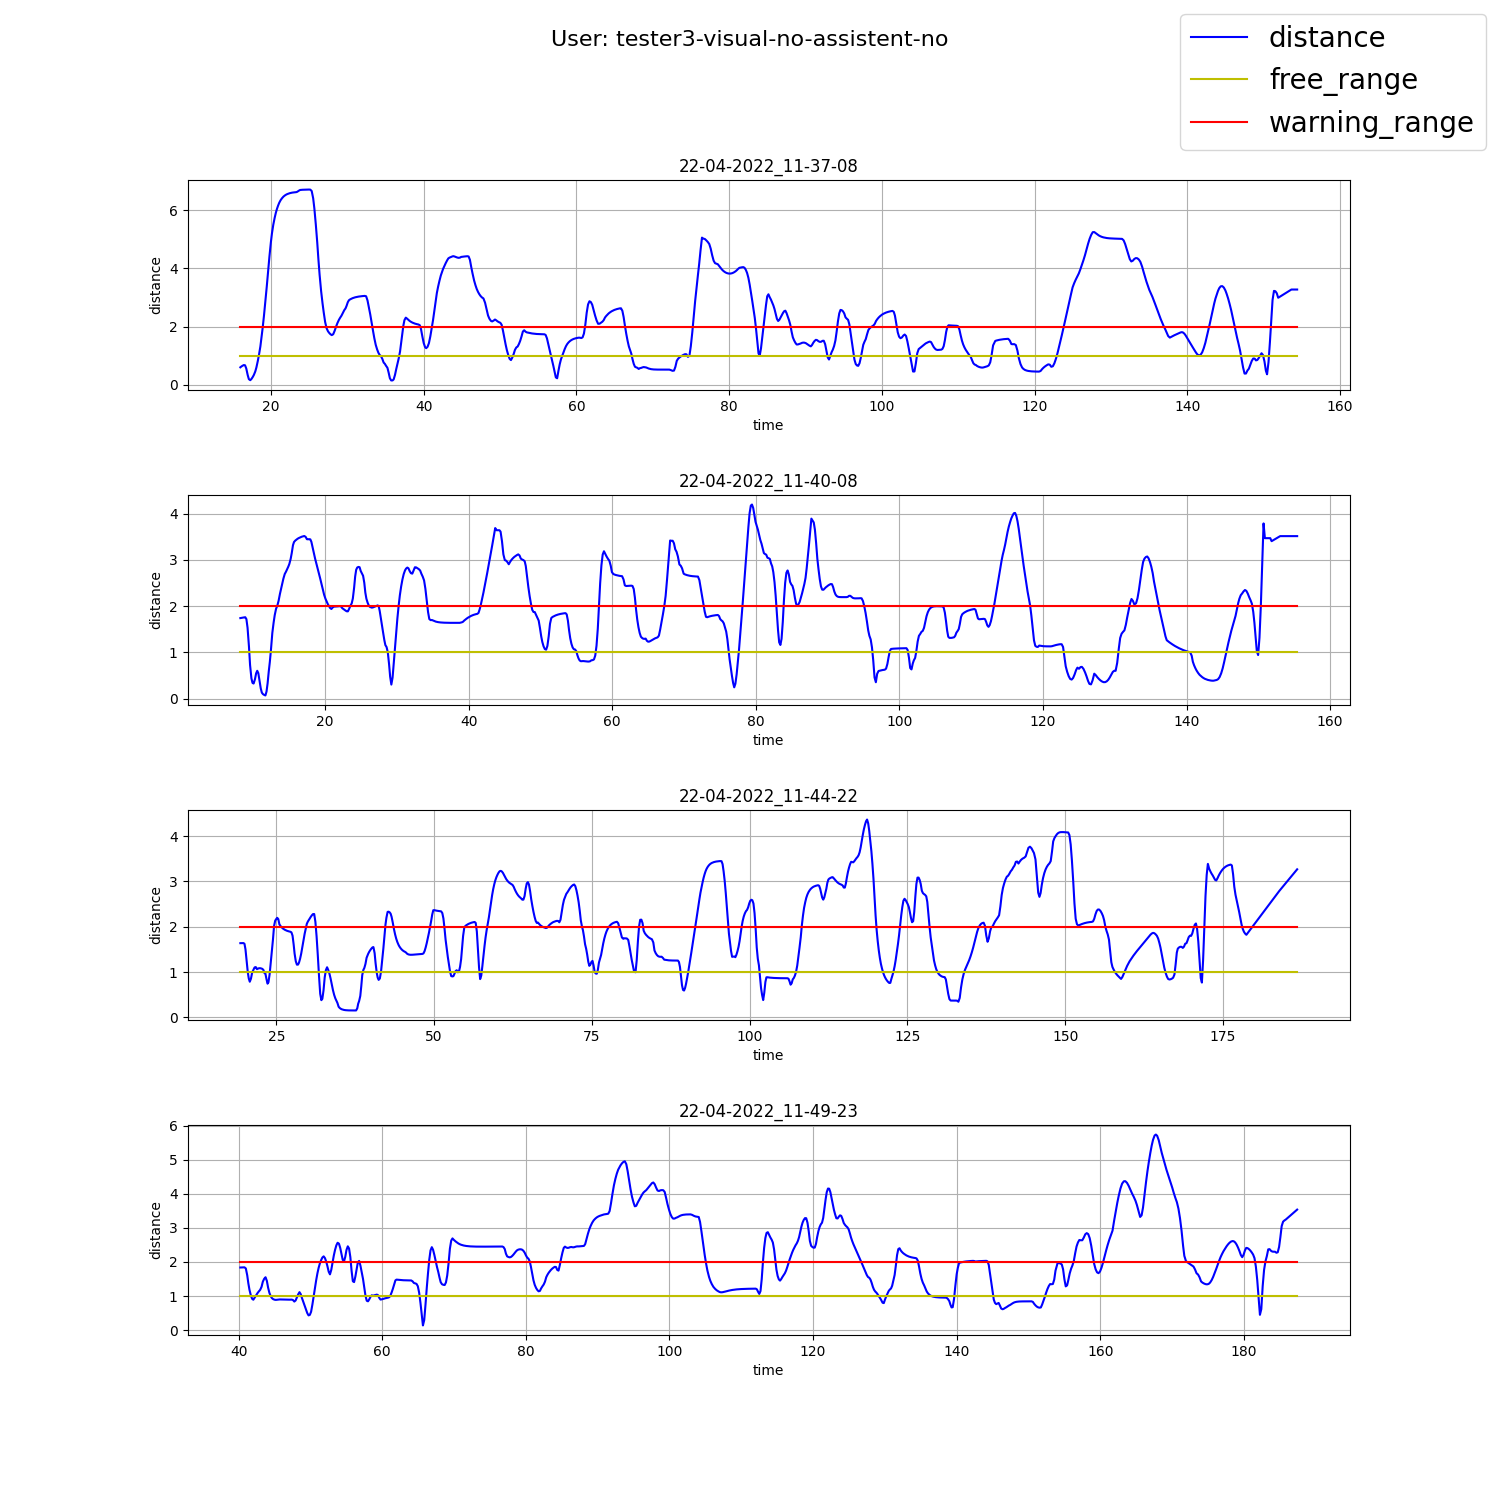 User: tester3-visual-no-assistent-no
distance
free_range
warning_range
22-04-2022_11-37-08
6
4
2
0
distance
20 40 60 80 100 120 140 160
time
22-04-2022_11-40-08
4
3
2
1
0
distance
20 40 60 80 100 120 140 160
time
22-04-2022_11-44-22
4
3
2
1
0
distance
25 50 75 100 125 150 175
time
22-04-2022_11-49-23
6
5
4
3
2
1
0
distance
40 60 80 100 120 140 160 180
time